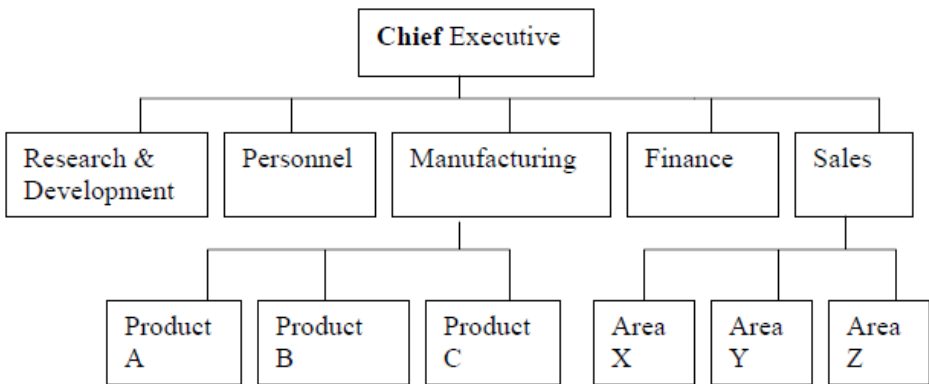 Chief Executive
Research &
Development
Personnel
Manufacturing
Finance
Sales
Product
A
Product
B
Product
C
Area
X
Area
Y
Area
Z